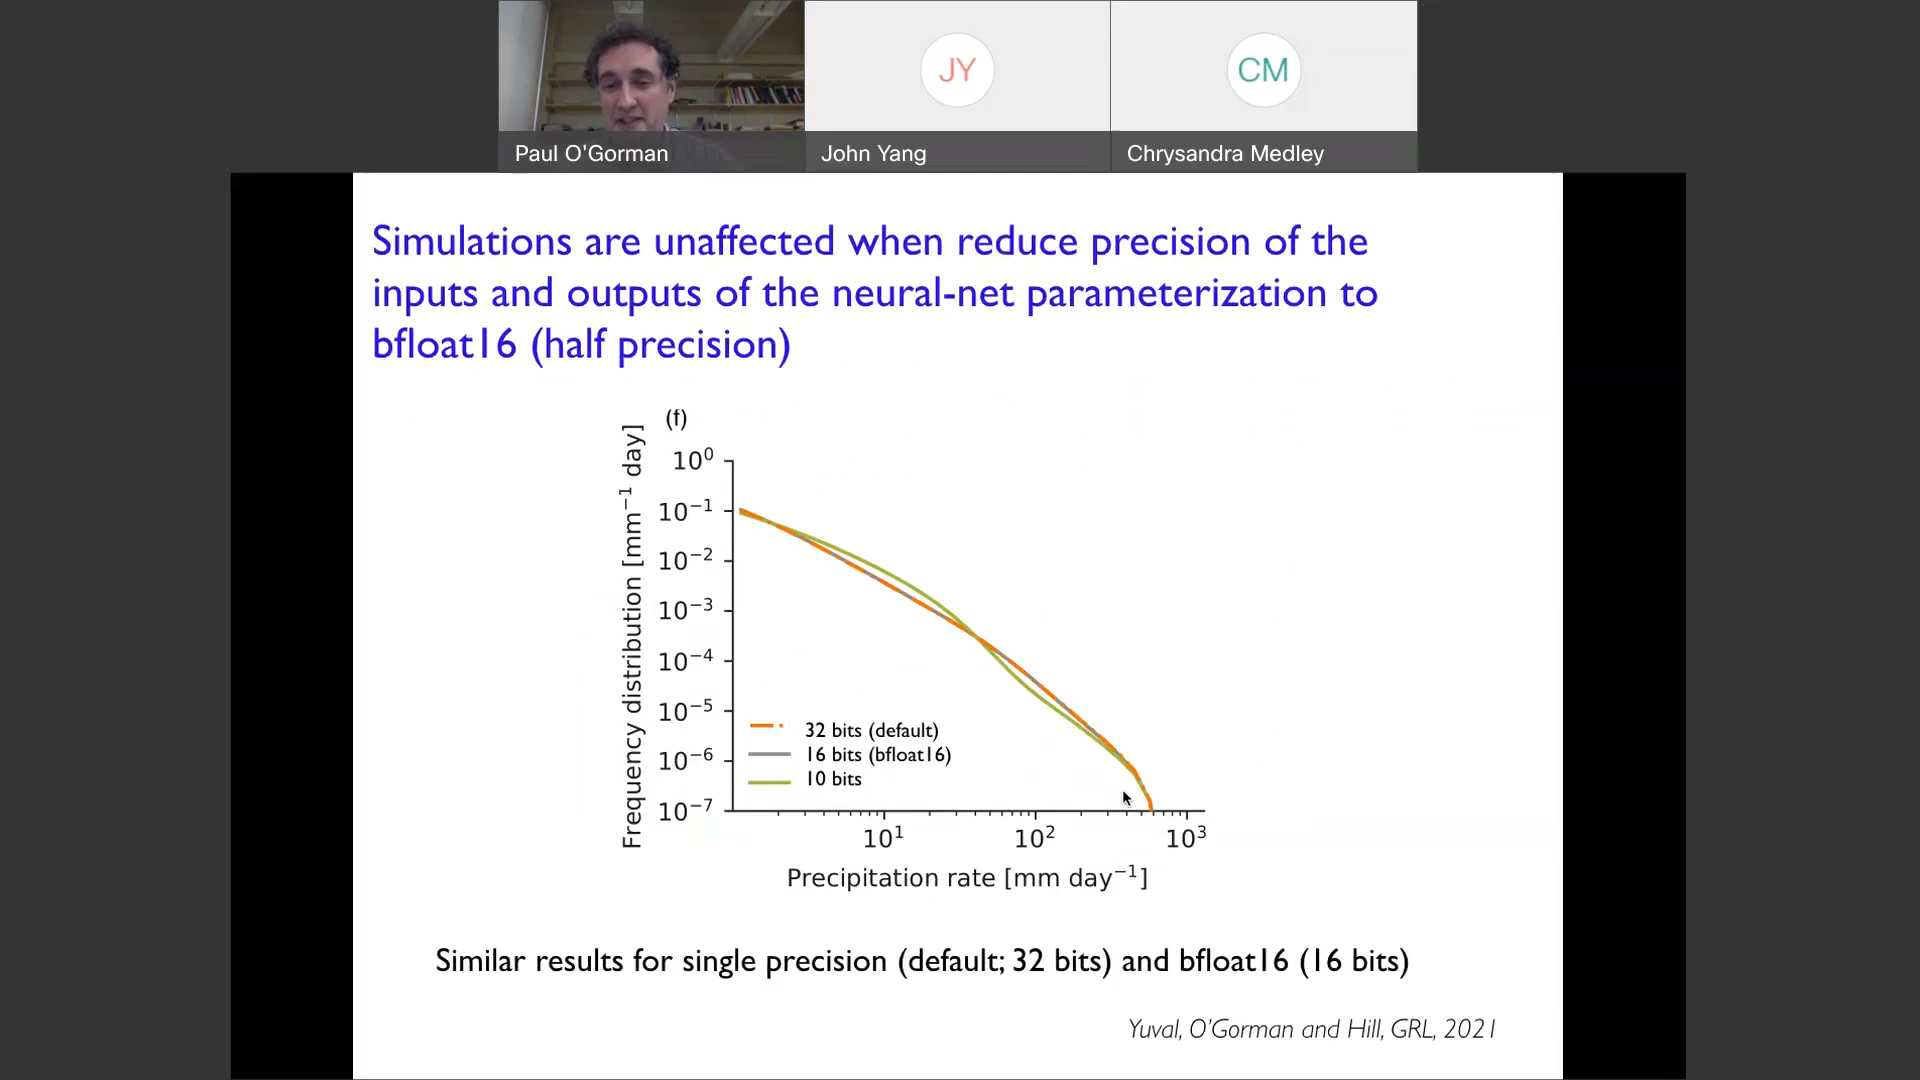 JY
CM
Paul O'Gorman
John Yang
Chrysandra Medley
Simulations are unaffected when reduce precision of the
inputs and outputs of the neural-net parameterization to
bfloat16 (half precision)
(f)
Frequency distribution [mm⁻¹ day]
10⁰
10⁻¹
10⁻²
10⁻³
10⁻⁴
10⁻⁵
10⁻⁶
10⁻⁷
32 bits (default)
16 bits (bfloat16)
10 bits
10¹ 10² 10³
Precipitation rate [mm day⁻¹]
Similar results for single precision (default; 32 bits) and bfloat16 (16 bits)
Yuval, O'Gorman and Hill, GRL, 2021